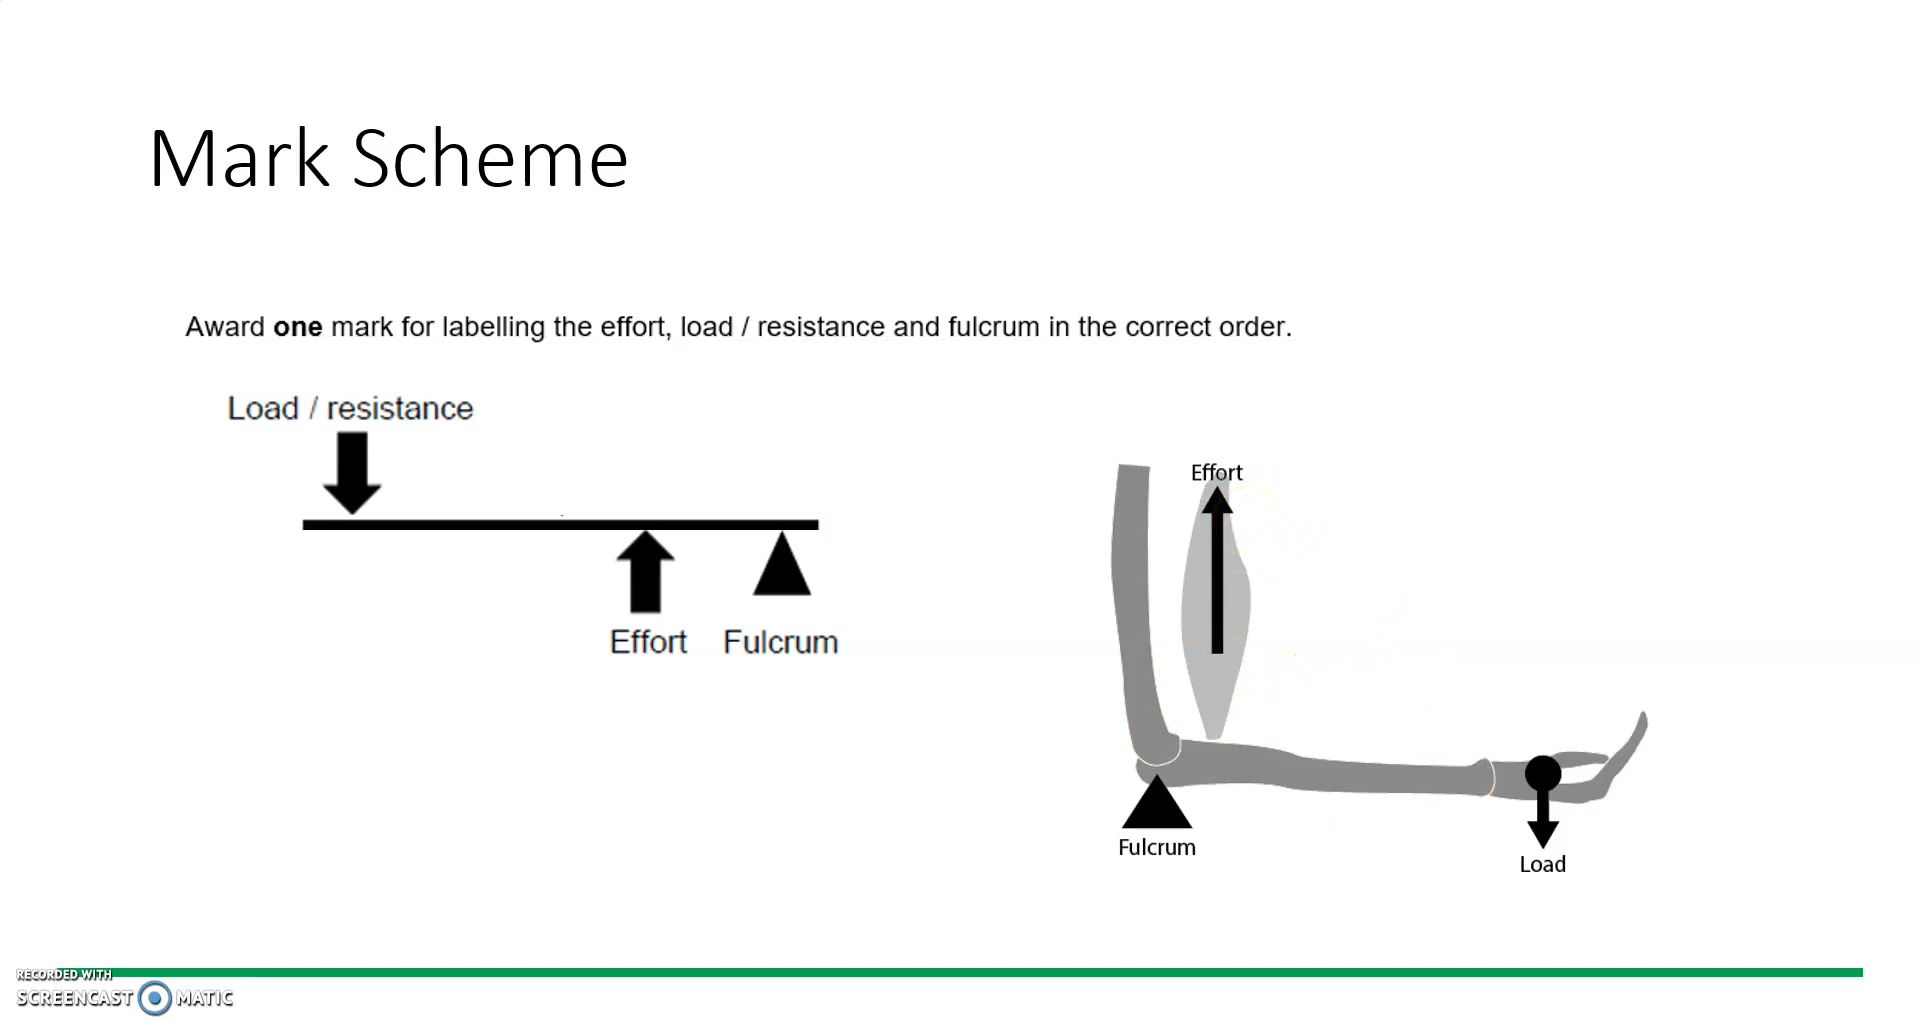 Mark Scheme
Award one mark for labelling the effort, load / resistance and fulcrum in the correct order.
Load / resistance
Effort Fulcrum
Effort
Fulcrum
Load
RECORDED WITH
SCREENCAST MATIC